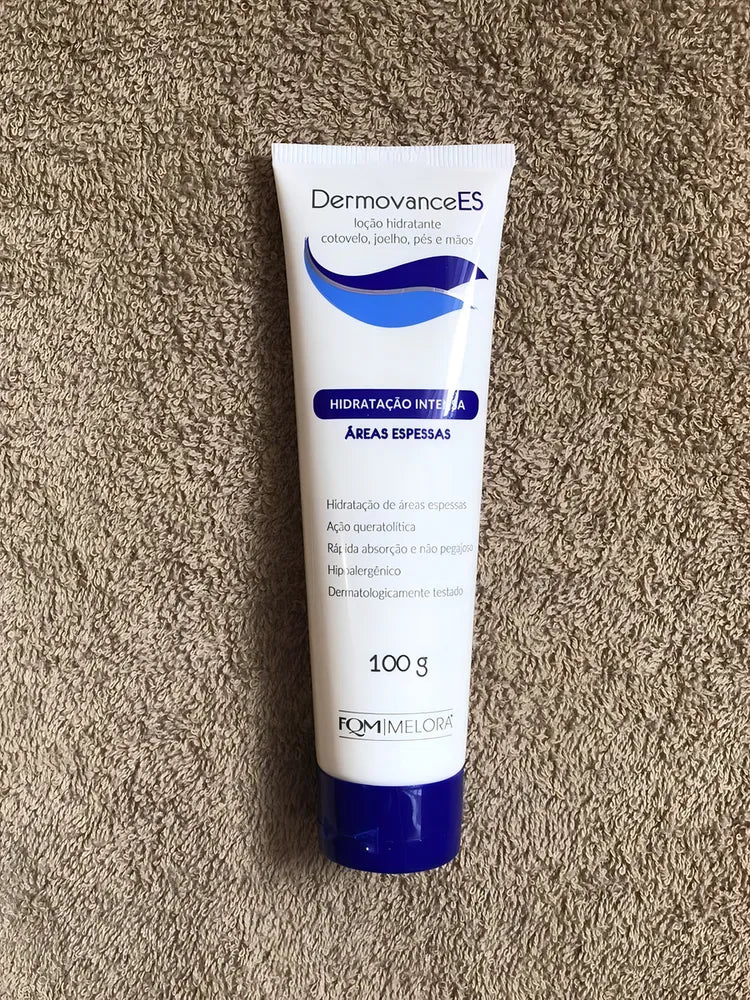 DermovanceES
loção hidratante
cotovelo, joelho, pés e mãos
HIDRATAÇÃO INTENSA
ÁREAS ESPESSAS
Hidratação de áreas espessas
Ação queratolítica
Rápida absorção e não pegajoso
Hipoalergênico
Dermatologicamente testado
100 g
FQM|MELORA